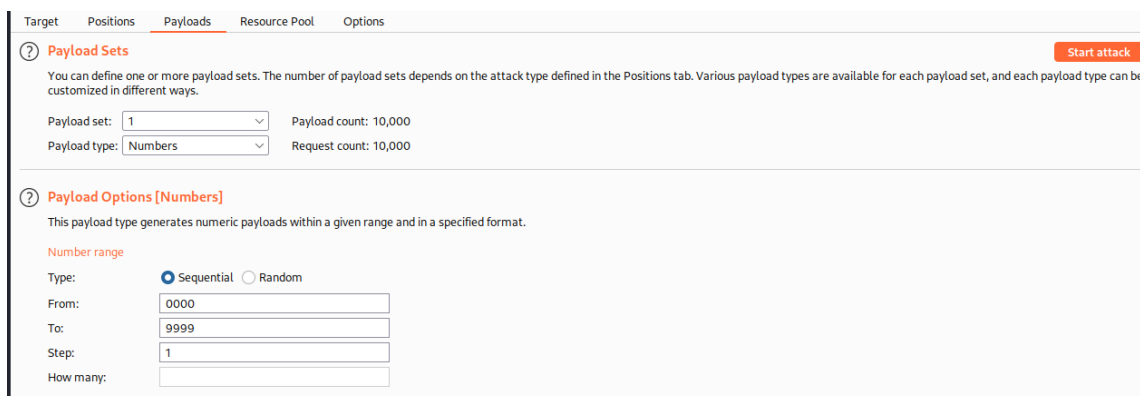 Target Positions Payloads Resource Pool Options
Payload Sets
Start attack
You can define one or more payload sets. The number of payload sets depends on the attack type defined in the Positions tab. Various payload types are available for each payload set, and each payload type can be
customized in different ways.
Payload set: 1 Payload count: 10,000
Payload type: Numbers Request count: 10,000
? Payload Options [Numbers]
This payload type generates numeric payloads within a given range and in a specified format.
Number range
Type: Sequential Random
From: 0000
To: 9999
Step: 1
How many: